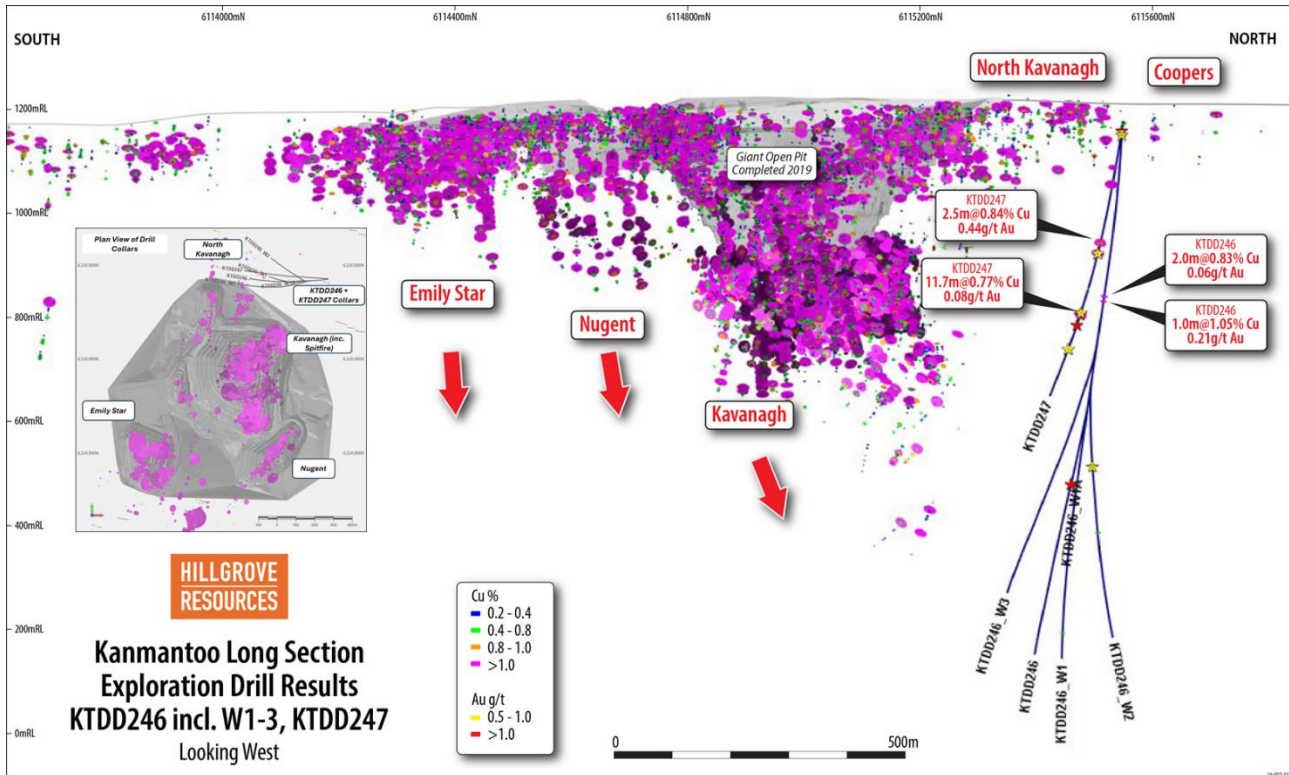 6114000mN
6114400mN
6114800mN
6115200mN
6115600mN
SOUTH
NORTH
North Kavanagh
Coopers
1200mRL
1000mRL
800mRL
600mRL
400mRL
200mRL
0mRL
Giant Open Pit
Completed 2019
KTDD247
2.5m@0.84% Cu
0.44g/t Au
KTDD247
11.7m@0.77% Cu
0.08g/t Au
KTDD246
2.0m@0.83% Cu
0.06g/t Au
KTDD246
1.0m@1.05% Cu
0.21g/t Au
Emily Star
Nugent
Kavanagh
KTDD247
KTDD246_W1A
KTDD246_W3
KTDD246
KTDD246_W1
KTDD246_W2
Plan View of Drill
Collars
North
Kavanagh
KTDD246 +
KTDD247 Collars
Kavanagh (inc.
Spitfire)
Emily Star
Nugent
HILLGROVE
RESOURCES
Kanmantoo Long Section
Exploration Drill Results
KTDD246 incl. W1-3, KTDD247
Looking West
Cu %
0.2 - 0.4
0.4 - 0.8
0.8 - 1.0
>1.0
Au g/t
0.5 - 1.0
>1.0
0
500m